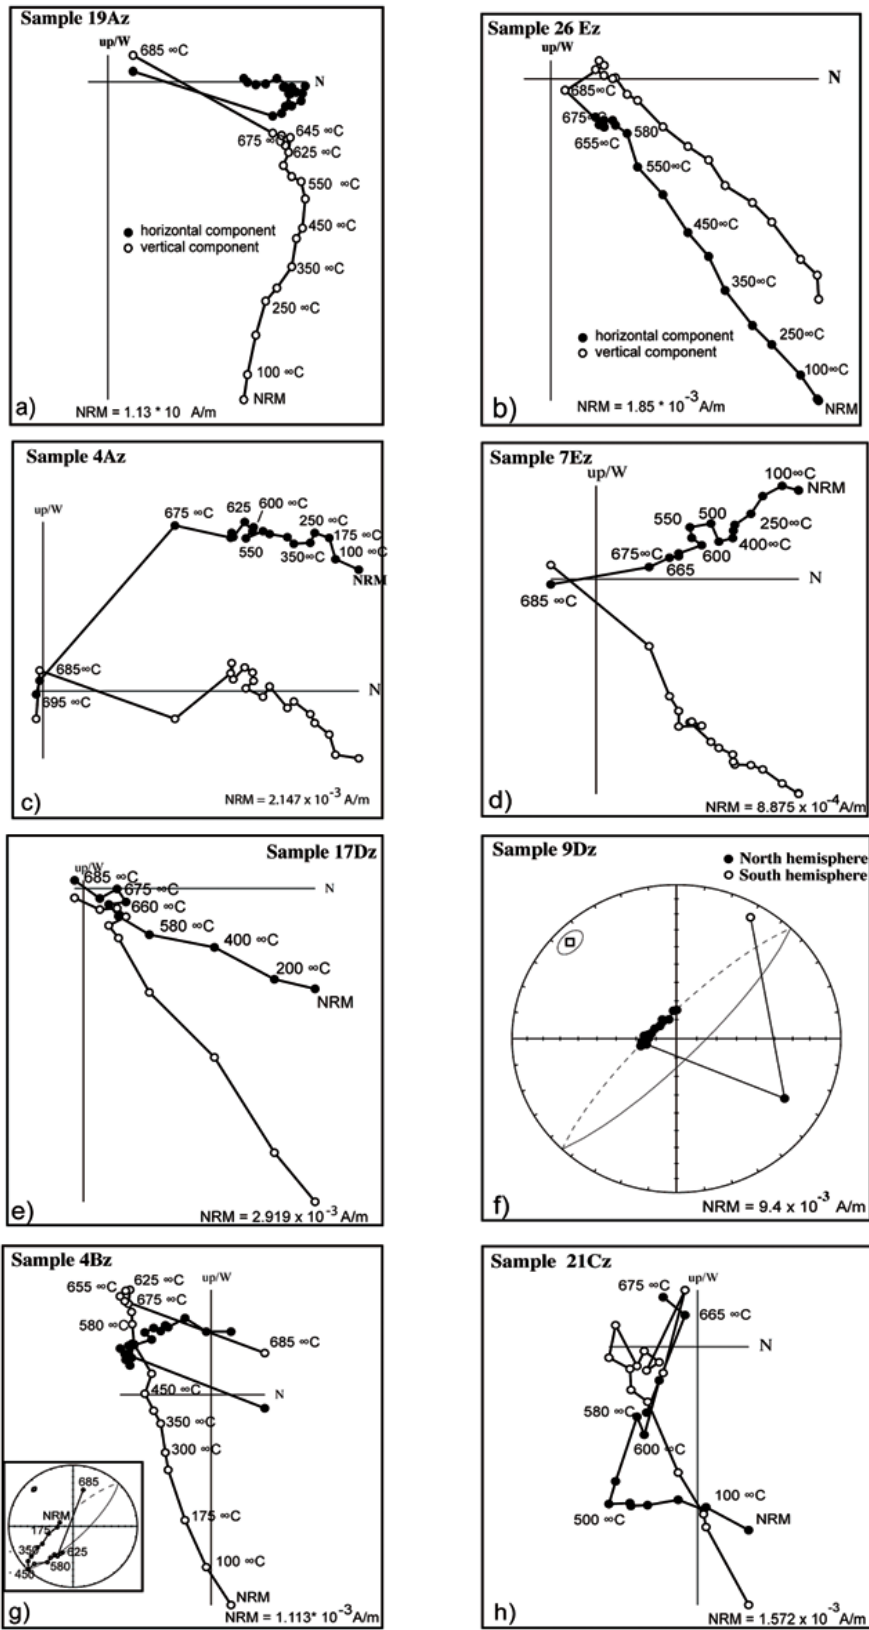 Sample 19Az
up/W
685 ∞C
N
645 ∞C
675 ∞C
625 ∞C
550 ∞C
horizontal component
450 ∞C
vertical component
350 ∞C
250 ∞C
100 ∞C
NRM
a)
NRM = 1.13 * 10 A/m
Sample 26 Ez
up/W
N
685∞C
675∞C
580
655∞C
550∞C
450∞C
350∞C
horizontal component
250∞C
vertical component
100∞C
NRM
b)
NRM = 1.85 * 10 -3 A/m
Sample 4Az
up/W
675 ∞C
625
600 ∞C
250 ∞C
175 ∞C
550
350∞C
100 ∞C
NRM
685∞C
N
695 ∞C
c)
NRM = 2.147 x 10 -3 A/m
Sample 7Ez
up/W
100∞C
NRM
550
500
250∞C
400∞C
675∞C
600
665
N
685 ∞C
d)
NRM = 8.875 x 10 -4 A/m
Sample 17Dz
up/W
685 ∞C
N
675 ∞C
660 ∞C
580 ∞C
400 ∞C
200 ∞C
NRM
e)
NRM = 2.919 x 10 -3 A/m
Sample 9Dz
North hemisphere
South hemisphere
f)
NRM = 9.4 x 10 -3 A/m
Sample 4Bz
up/W
625 ∞C
655 ∞C
675 ∞C
580 ∞C
685 ∞C
450 ∞C
N
350 ∞C
300 ∞C
685
NRM
175
175 ∞C
350
625
580
450
100 ∞C
NRM
g)
NRM = 1.113* 10 -3 A/m
Sample 21Cz
up/W
675 ∞C
665 ∞C
N
580 ∞C
600 ∞C
100 ∞C
500 ∞C
NRM
h)
NRM = 1.572 x 10 -3 A/m